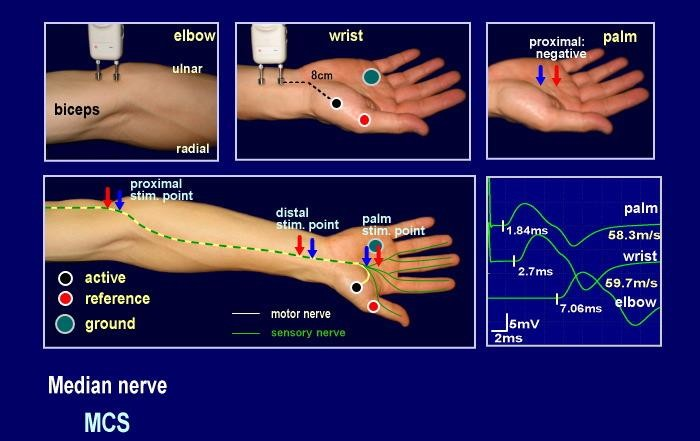 elbow
ulnar
biceps
radial
wrist
8cm
palm
proximal:
negative
proximal
stim. point
distal
stim. point
palm
stim. point
active
reference
ground
motor nerve
sensory nerve
palm
1.84ms
58.3m/s
wrist
2.7ms
59.7m/s
elbow
7.06ms
5mV
2ms
Median nerve
MCS